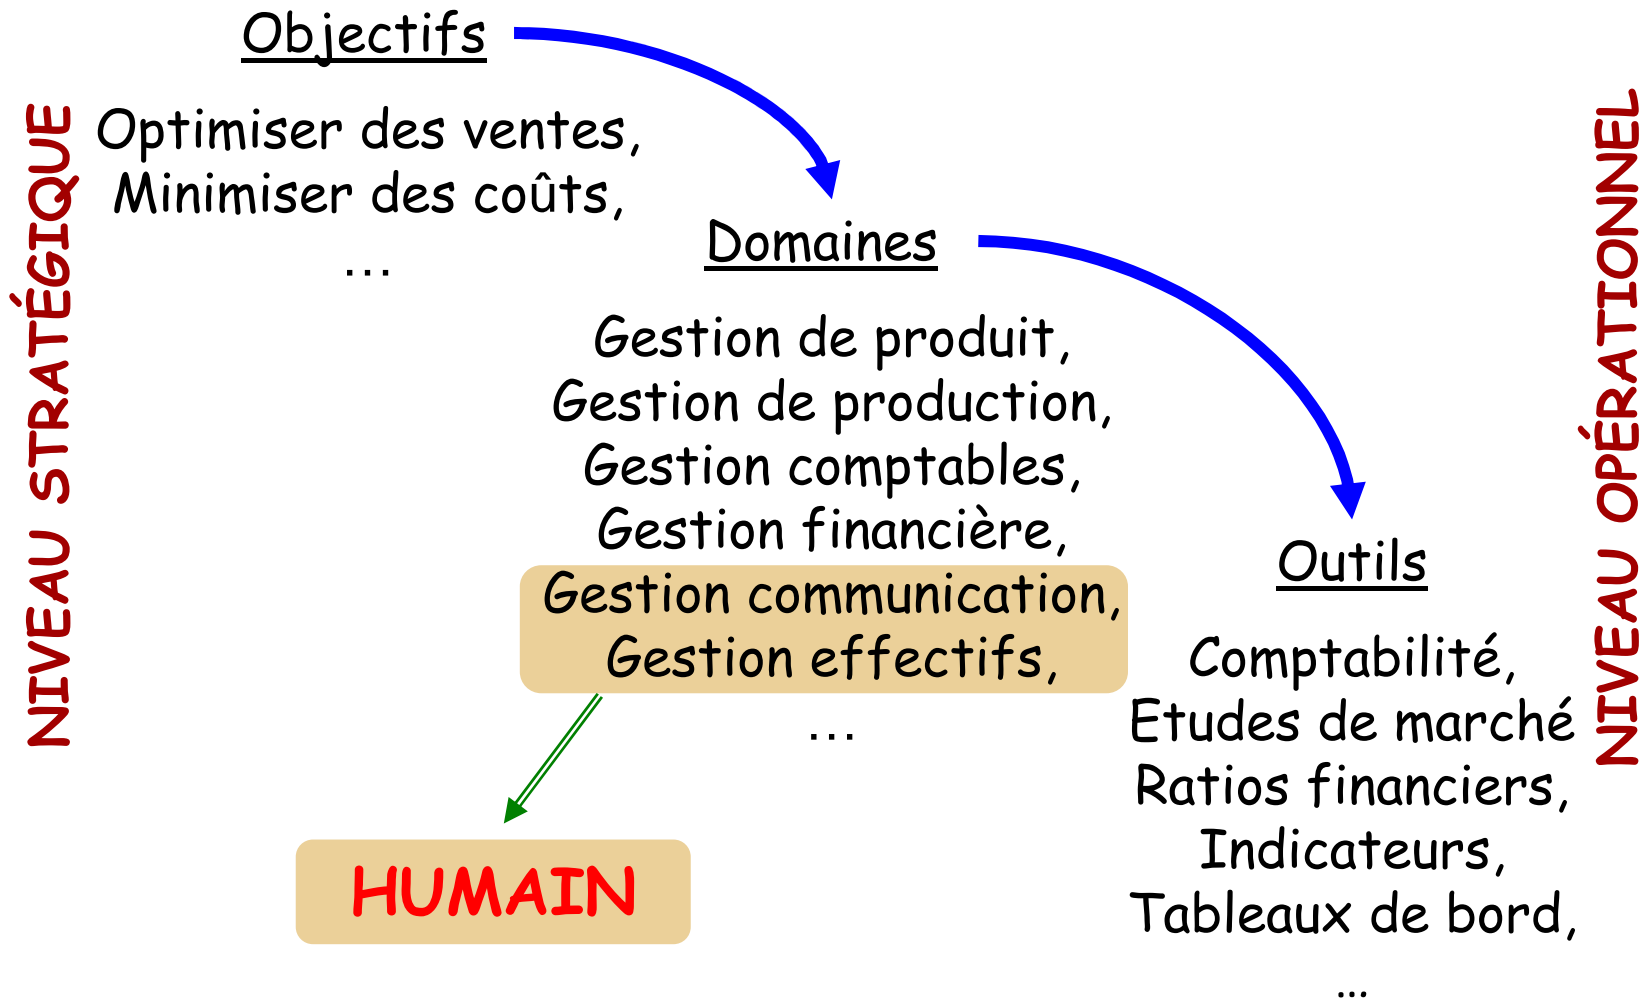 NIVEAU STRATÉGIQUE
Objectifs
Optimiser des ventes,
Minimiser des coûts,
...
Domaines
Gestion de produit,
Gestion de production,
Gestion comptables,
Gestion financière,
Gestion communication,
Gestion effectifs,
...
HUMAIN
Outils
Comptabilité,
Etudes de marché
Ratios financiers,
Indicateurs,
Tableaux de bord,
...
NIVEAU OPÉRATIONNEL